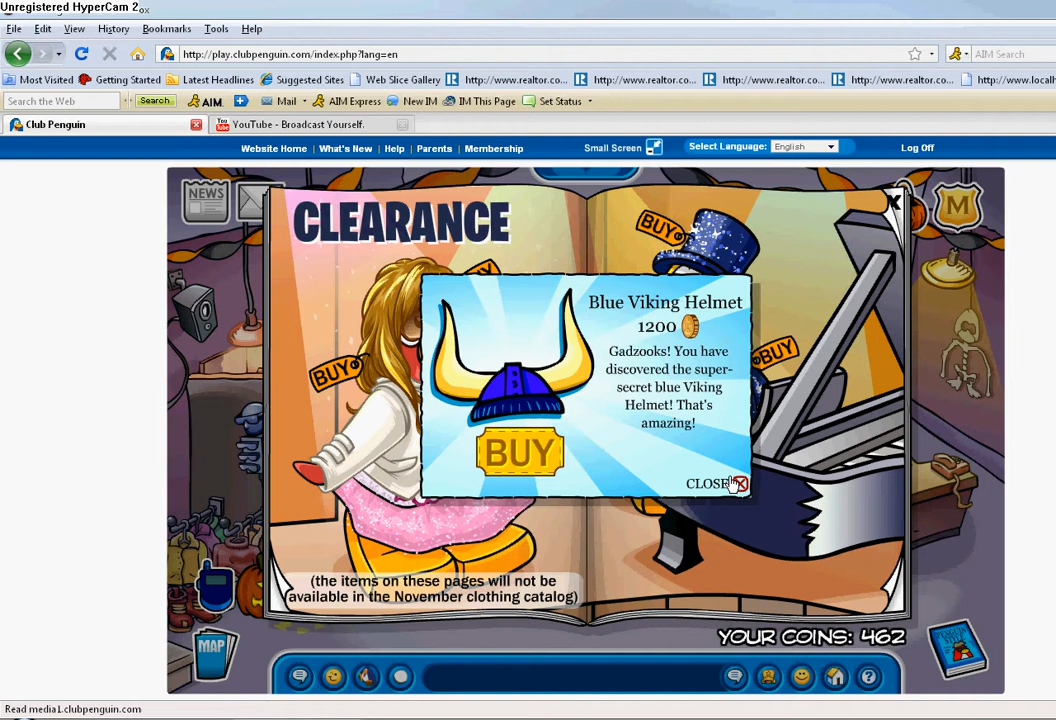 Unregistered HyperCam 2
File Edit View History Bookmarks Tools Help
http://play.clubpenguin.com/index.php?lang=en
AIM Search
Most Visited Getting Started Latest Headlines Suggested Sites Web Slice Gallery http://www.realtor.co... http://www.realtor.co... http://www.realtor.co... http://www.realtor.co... http://www.localh
Search the Web Search AIM. Mail AIM Express New IM IM This Page Set Status
Club Penguin
You Tube YouTube - Broadcast Yourself.
Website Home | What's New | Help | Parents | Membership Small Screen Select Language: English Log Off
NEWS
M
X
CLEARANCE
BUY
BUY
BUY
BUY
Blue Viking Helmet
1200
Gadzooks! You have
discovered the super-
secret blue Viking
Helmet! That's
amazing!
BUY
CLOSE
(the items on these pages will not be
available in the November clothing catalog)
YOUR COINS: 462
MAP
?
Read media1.clubpenguin.com